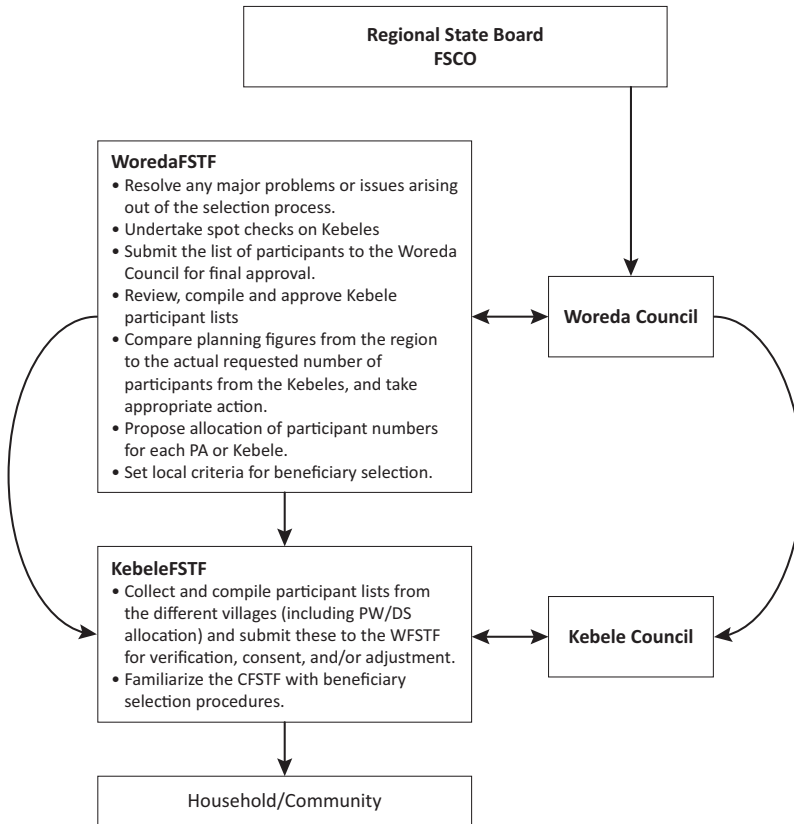 Regional State Board
FSCO
WoredaFSTF
• Resolve any major problems or issues arising
out of the selection process.
• Undertake spot checks on Kebeles
• Submit the list of participants to the Woreda
Council for final approval.
• Review, compile and approve Kebele
participant lists
• Compare planning figures from the region
to the actual requested number of
participants from the Kebeles, and take
appropriate action.
• Propose allocation of participant numbers
for each PA or Kebele.
• Set local criteria for beneficiary selection.
Woreda Council
KebeleFSTF
• Collect and compile participant lists from
the different villages (including PW/DS
allocation) and submit these to the WFSTF
for verification, consent, and/or adjustment.
• Familiarize the CFSTF with beneficiary
selection procedures.
Kebele Council
Household/Community